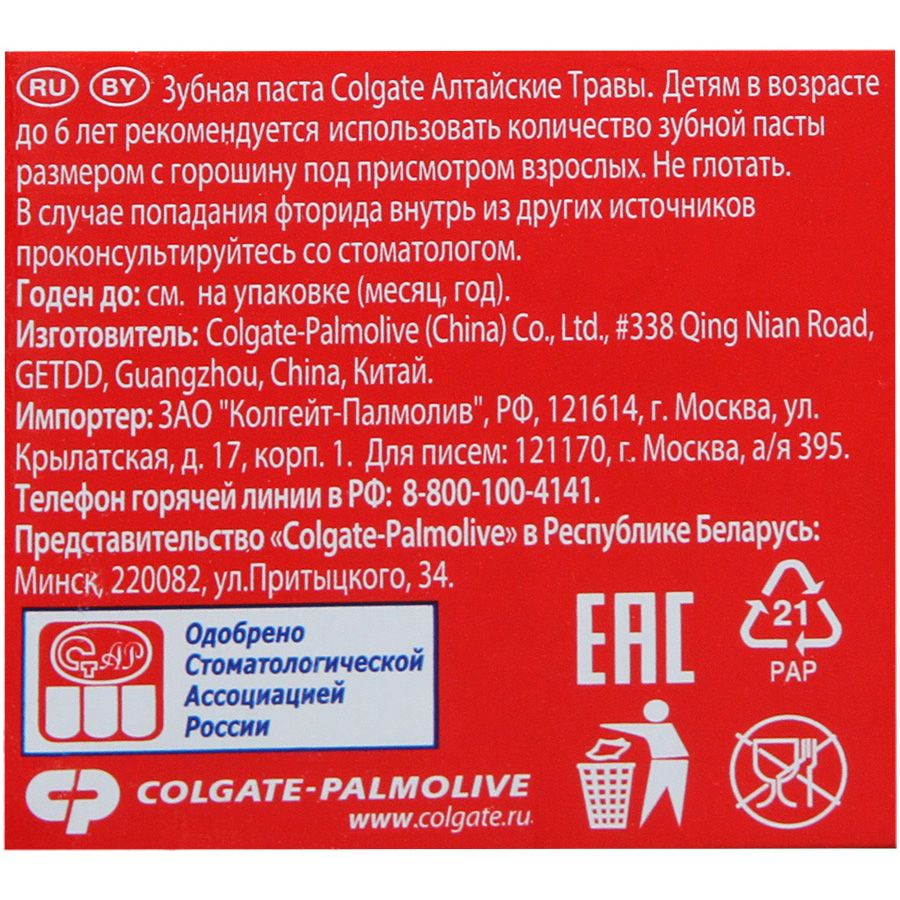 RU BY Зубная паста Colgate Алтайские Травы. Детям в возрасте
до 6 лет рекомендуется использовать количество зубной пасты
размером с горошину под присмотром взрослых. Не глотать.
В случае попадания фторида внутрь из других источников
проконсультируйтесь со стоматологом.
Годен до: см. на упаковке (месяц, год).
Изготовитель: Colgate-Palmolive (China) Co., Ltd., #338 Qing Nian Road,
GETDD, Guangzhou, China, Китай.
Импортер: ЗАО "Колгейт-Палмолив", РФ, 121614, г. Москва, ул.
Крылатская, д. 17, корп. 1. Для писем: 121170, г. Москва, а/я 395.
Телефон горячей линии в РФ: 8-800-100-4141.
Представительство «Colgate-Palmolive» в Республике Беларусь:
Минск, 220082, ул.Притыцкого, 34.
СтАР
Одобрено
Стоматологической
Ассоциацией
России
EAC
21
PAP
CP COLGATE-PALMOLIVE
www.colgate.ru